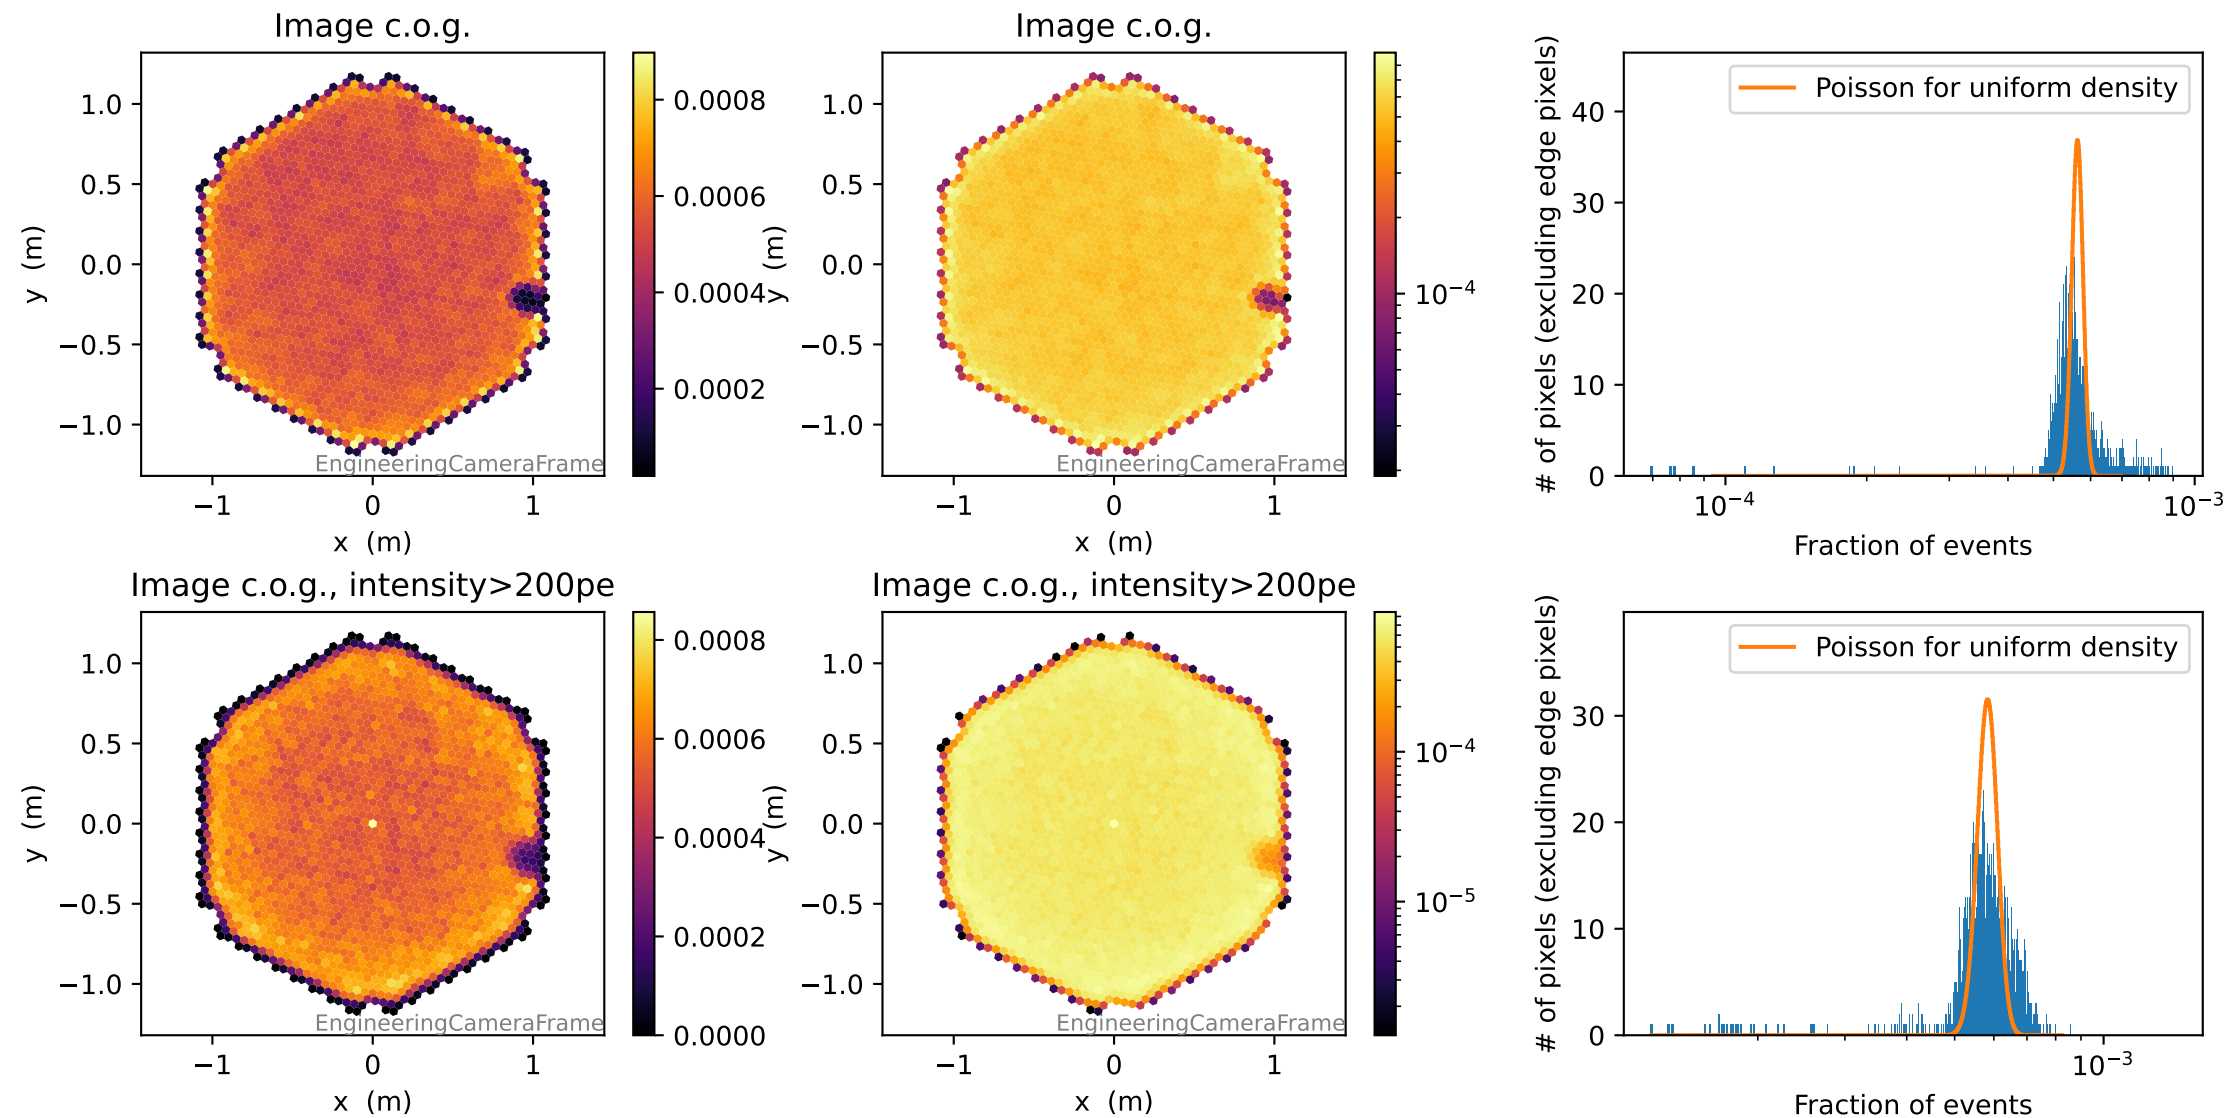 Image c.o.g.
1.0
0.5
0.0
−0.5
−1.0
y (m)
−1
0
1
x (m)
EngineeringCameraFrame
0.0008
0.0006
0.0004
0.0002
Image c.o.g.
1.0
0.5
0.0
−0.5
−1.0
y (m)
−1
0
1
x (m)
EngineeringCameraFrame
10⁻⁴
Poisson for uniform density
# of pixels (excluding edge pixels)
40
30
20
10
0
10⁻⁴
10⁻³
Fraction of events
Image c.o.g., intensity>200pe
1.0
0.5
0.0
−0.5
−1.0
y (m)
−1
0
1
x (m)
EngineeringCameraFrame
0.0008
0.0006
0.0004
0.0002
0.0000
Image c.o.g., intensity>200pe
1.0
0.5
0.0
−0.5
−1.0
y (m)
−1
0
1
x (m)
EngineeringCameraFrame
10⁻⁴
10⁻⁵
Poisson for uniform density
# of pixels (excluding edge pixels)
30
20
10
0
10⁻³
Fraction of events